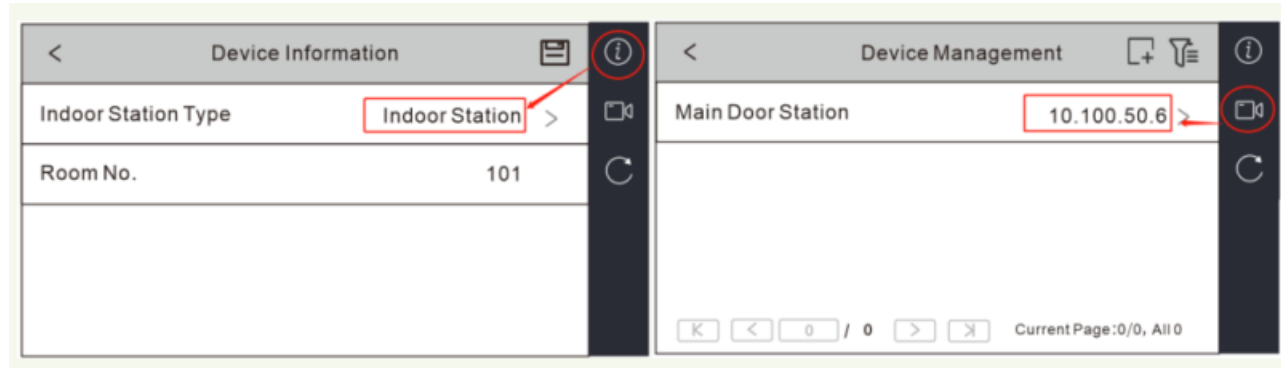 Device Information
Indoor Station Type Indoor Station >
Room No. 101
Device Management
Main Door Station 10.100.50.6 >
0 / 0 Current Page:0/0, All 0